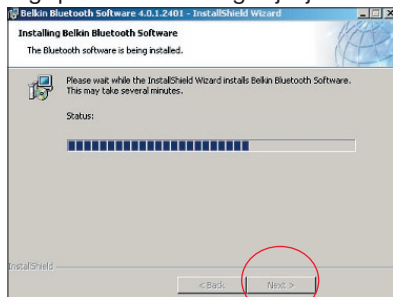 Belkin Bluetooth Software 4.0.1.2401 - InstallShield Wizard
Installing Belkin Bluetooth Software
The Bluetooth software is being installed.
Please wait while the InstallShield Wizard installs Belkin Bluetooth Software.
This may take several minutes.
Status:
InstallShield
< Back
Next >